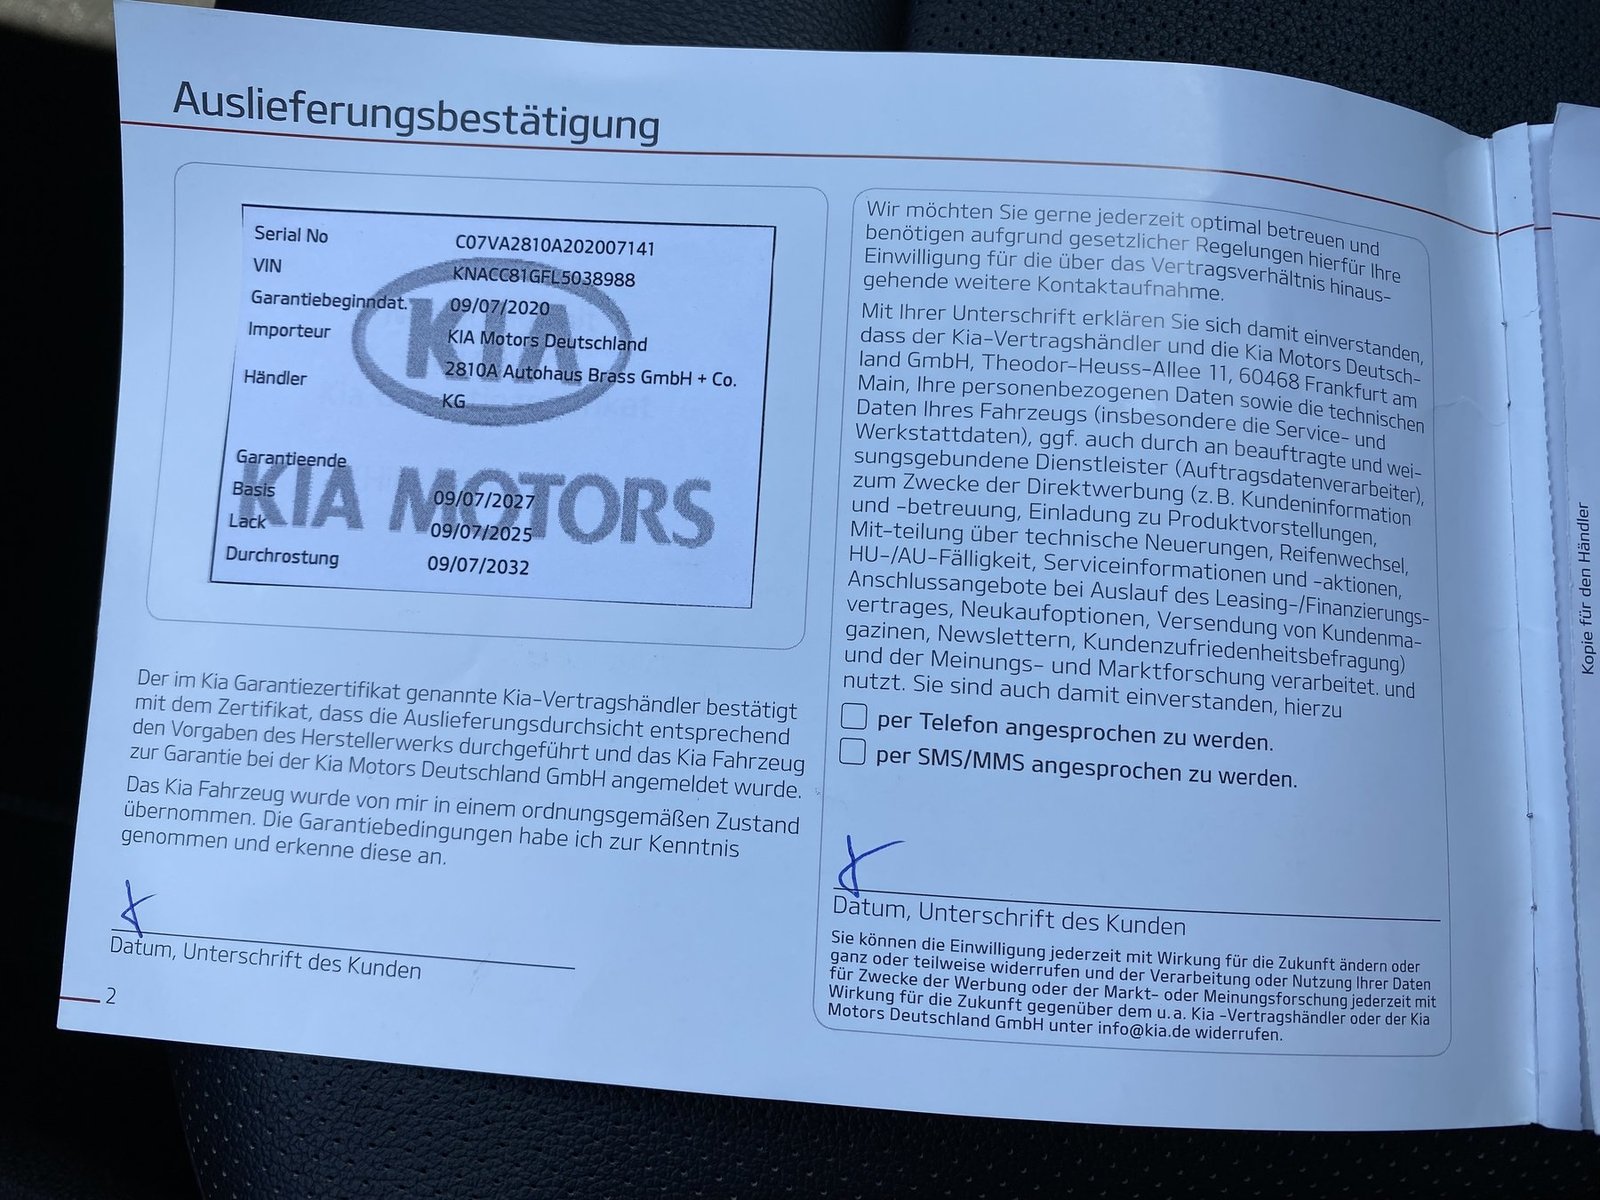 Auslieferungsbestätigung
Serial No C07VA2810A202007141
VIN KNACC81GFL5038988
Garantiebeginndat. 09/07/2020
Importeur KIA Motors Deutschland
Händler 2810A Autohaus Brass GmbH + Co.
KG
KIA
Garantieende
KIA MOTORS
Basis 09/07/2027
Lack 09/07/2025
Durchrostung 09/07/2032
Der im Kia Garantiezertifikat genannte Kia-Vertragshändler bestätigt
mit dem Zertifikat, dass die Auslieferungsdurchsicht entsprechend
den Vorgaben des Herstellerwerks durchgeführt und das Kia Fahrzeug
zur Garantie bei der Kia Motors Deutschland GmbH angemeldet wurde.
Das Kia Fahrzeug wurde von mir in einem ordnungsgemäßen Zustand
übernommen. Die Garantiebedingungen habe ich zur Kenntnis
genommen und erkenne diese an.
Datum, Unterschrift des Kunden
2
Wir möchten Sie gerne jederzeit optimal betreuen und
benötigen aufgrund gesetzlicher Regelungen hierfür Ihre
Einwilligung für die über das Vertragsverhältnis hinaus-
gehende weitere Kontaktaufnahme.
Mit Ihrer Unterschrift erklären Sie sich damit einverstanden,
dass der Kia-Vertragshändler und die Kia Motors Deutsch-
land GmbH, Theodor-Heuss-Allee 11, 60468 Frankfurt am
Main, Ihre personenbezogenen Daten sowie die technischen
Daten Ihres Fahrzeugs (insbesondere die Service- und
Werkstattdaten), ggf. auch durch an beauftragte und wei-
sungsgebundene Dienstleister (Auftragsdatenverarbeiter),
zum Zwecke der Direktwerbung (z.B. Kundeninformation
und -betreuung, Einladung zu Produktvorstellungen,
Mit-teilung über technische Neuerungen, Reifenwechsel,
HU-/AU-Fälligkeit, Serviceinformationen und -aktionen,
Anschlussangebote bei Auslauf des Leasing-/Finanzierungs-
vertrages, Neukaufoptionen, Versendung von Kundenma-
gazinen, Newslettern, Kundenzufriedenheitsbefragung)
und der Meinungs- und Marktforschung verarbeitet. und
nutzt. Sie sind auch damit einverstanden, hierzu
per Telefon angesprochen zu werden.
per SMS/MMS angesprochen zu werden.
Datum, Unterschrift des Kunden
Sie können die Einwilligung jederzeit mit Wirkung für die Zukunft ändern oder
ganz oder teilweise widerrufen und der Verarbeitung oder Nutzung Ihrer Daten
für Zwecke der Werbung oder der Markt- oder Meinungsforschung jederzeit mit
Wirkung für die Zukunft gegenüber dem u.a. Kia -Vertragshändler oder der Kia
Motors Deutschland GmbH unter info@kia.de widerrufen.
Kopie für den Händler